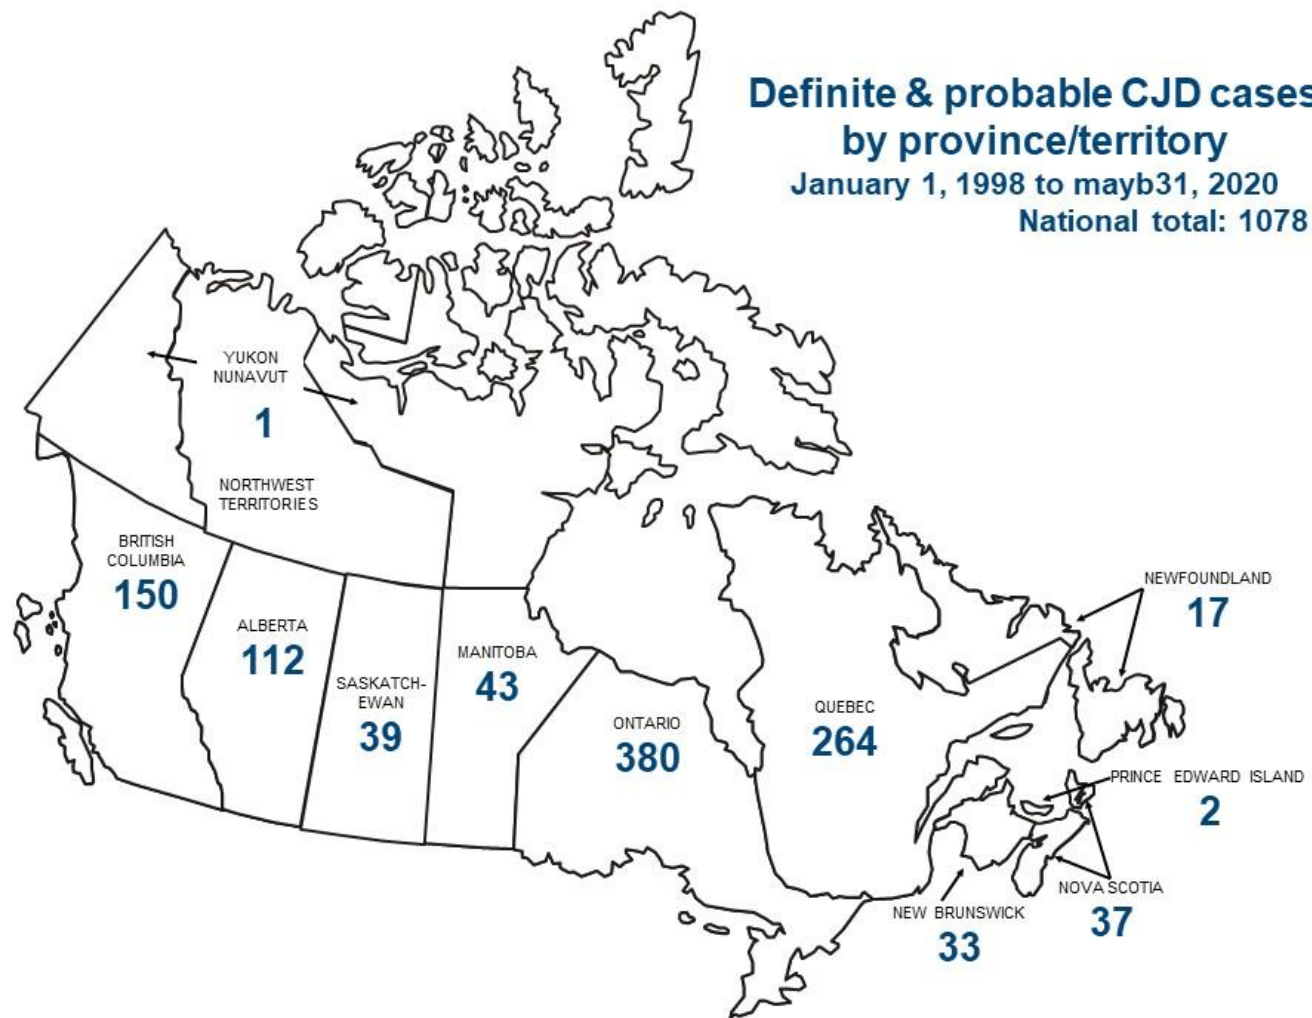 Definite & probable CJD cases
by province/territory
January 1, 1998 to mayb31, 2020
National total: 1078
YUKON
NUNAVUT
1
NORTHWEST
TERRITORIES
BRITISH
COLUMBIA
150
ALBERTA
112
SASKATCH-
EWAN
39
MANITOBA
43
ONTARIO
380
QUEBEC
264
NEWFOUNDLAND
17
PRINCE EDWARD ISLAND
2
NOVA SCOTIA
37
NEW BRUNSWICK
33